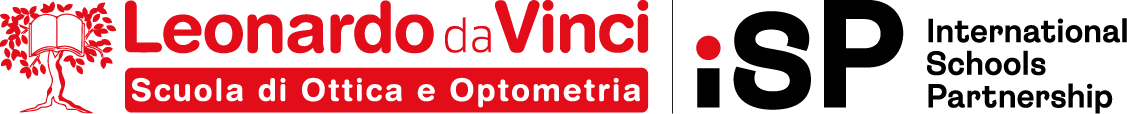 Leonardo da Vinci
Scuola di Ottica e Optometria
iSP
International
Schools
Partnership